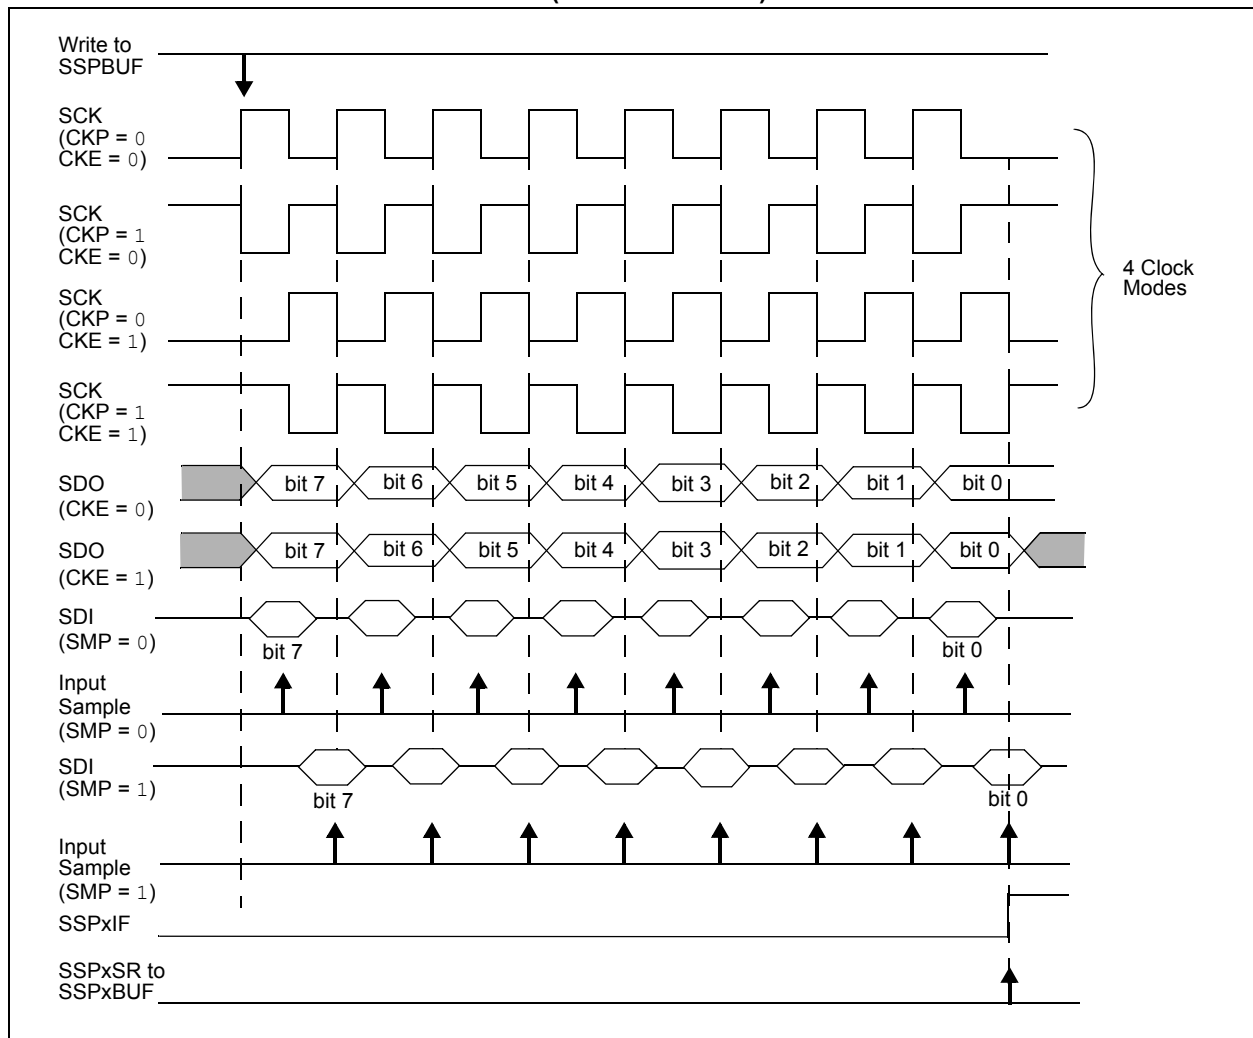 Write to
SSPBUF
SCK
(CKP = 0
CKE = 0)
SCK
(CKP = 1
CKE = 0)
SCK
(CKP = 0
CKE = 1)
SCK
(CKP = 1
CKE = 1)
4 Clock
Modes
SDO
(CKE = 0)
bit 7 bit 6 bit 5 bit 4 bit 3 bit 2 bit 1 bit 0
SDO
(CKE = 1)
bit 7 bit 6 bit 5 bit 4 bit 3 bit 2 bit 1 bit 0
SDI
(SMP = 0)
bit 7 bit 0
Input
Sample
(SMP = 0)
SDI
(SMP = 1)
bit 7 bit 0
Input
Sample
(SMP = 1)
SSPxIF
SSPxSR to
SSPxBUF